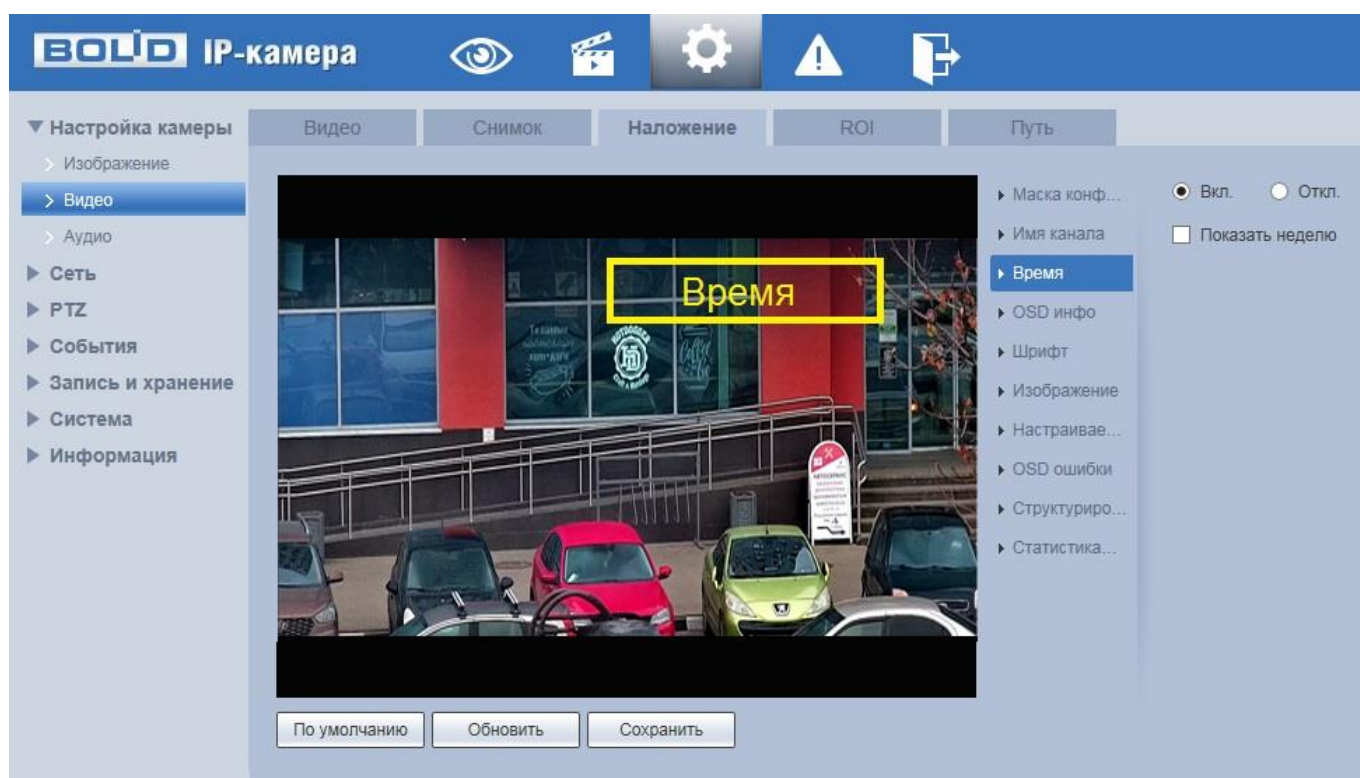 BOLID IP-камера
Настройка камеры
Изображение
Видео
Аудио
Сеть
PTZ
События
Запись и хранение
Система
Информация
Видео
Снимок
Наложение
ROI
Путь
Время
HOTDOGGER
АВТОСЕРВИС
По умолчанию
Обновить
Сохранить
Маска конф...
Имя канала
Время
OSD инфо
Шрифт
Изображение
Настраивае...
OSD ошибки
Структуриро...
Статистика...
Вкл.
Откл.
Показать неделю